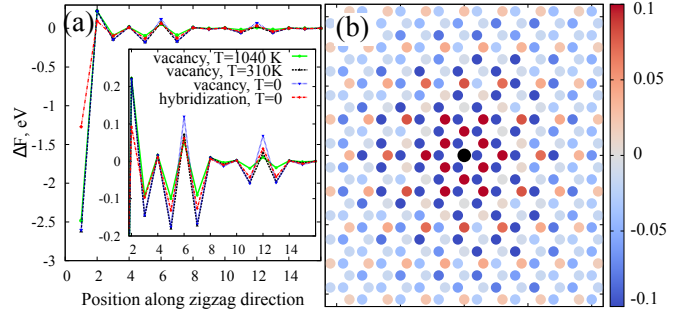 (a)
0
-0.5
-1
-1.5
-2
-2.5
-3
ΔF, eV
0 2 4 6 8 10 12 14
Position along zigzag direction
vacancy, T=1040 K
vacancy, T=310K
vacancy, T=0
hybridization, T=0
0.2
0.1
0
-0.1
-0.2
2 4 6 8 10 12 14 16
(b)
0.1
0.05
0
-0.05
-0.1